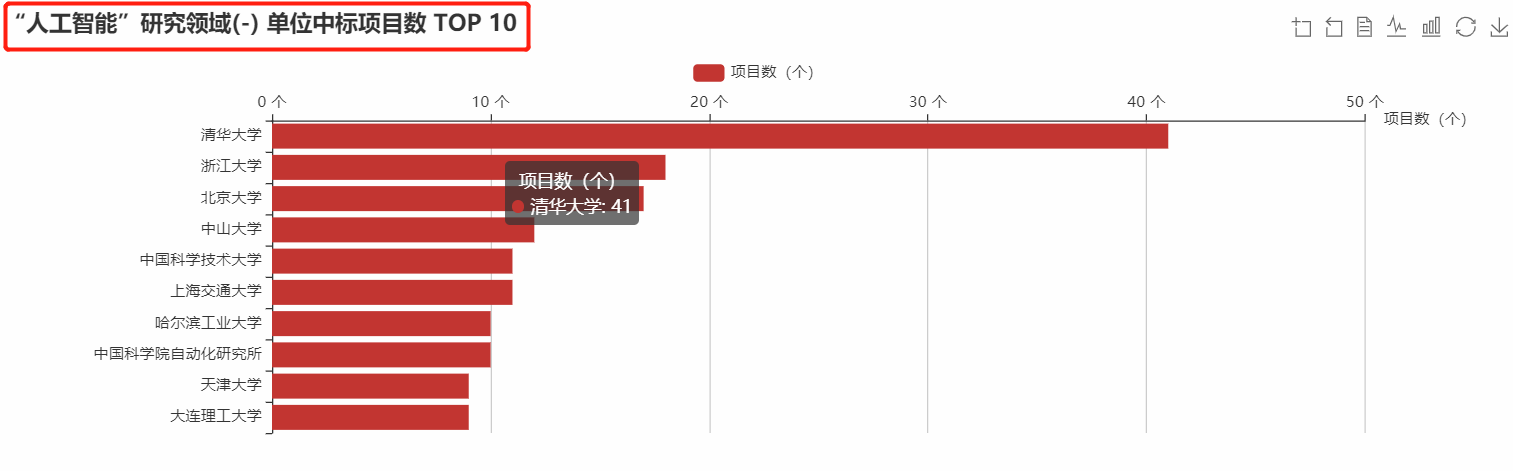 “人工智能”研究领域(-) 单位中标项目数 TOP 10
项目数（个）
0 个 10 个 20 个 30 个 40 个 50 个
项目数（个）
清华大学
浙江大学
项目数（个）
北京大学
清华大学: 41
中山大学
中国科学技术大学
上海交通大学
哈尔滨工业大学
中国科学院自动化研究所
天津大学
大连理工大学